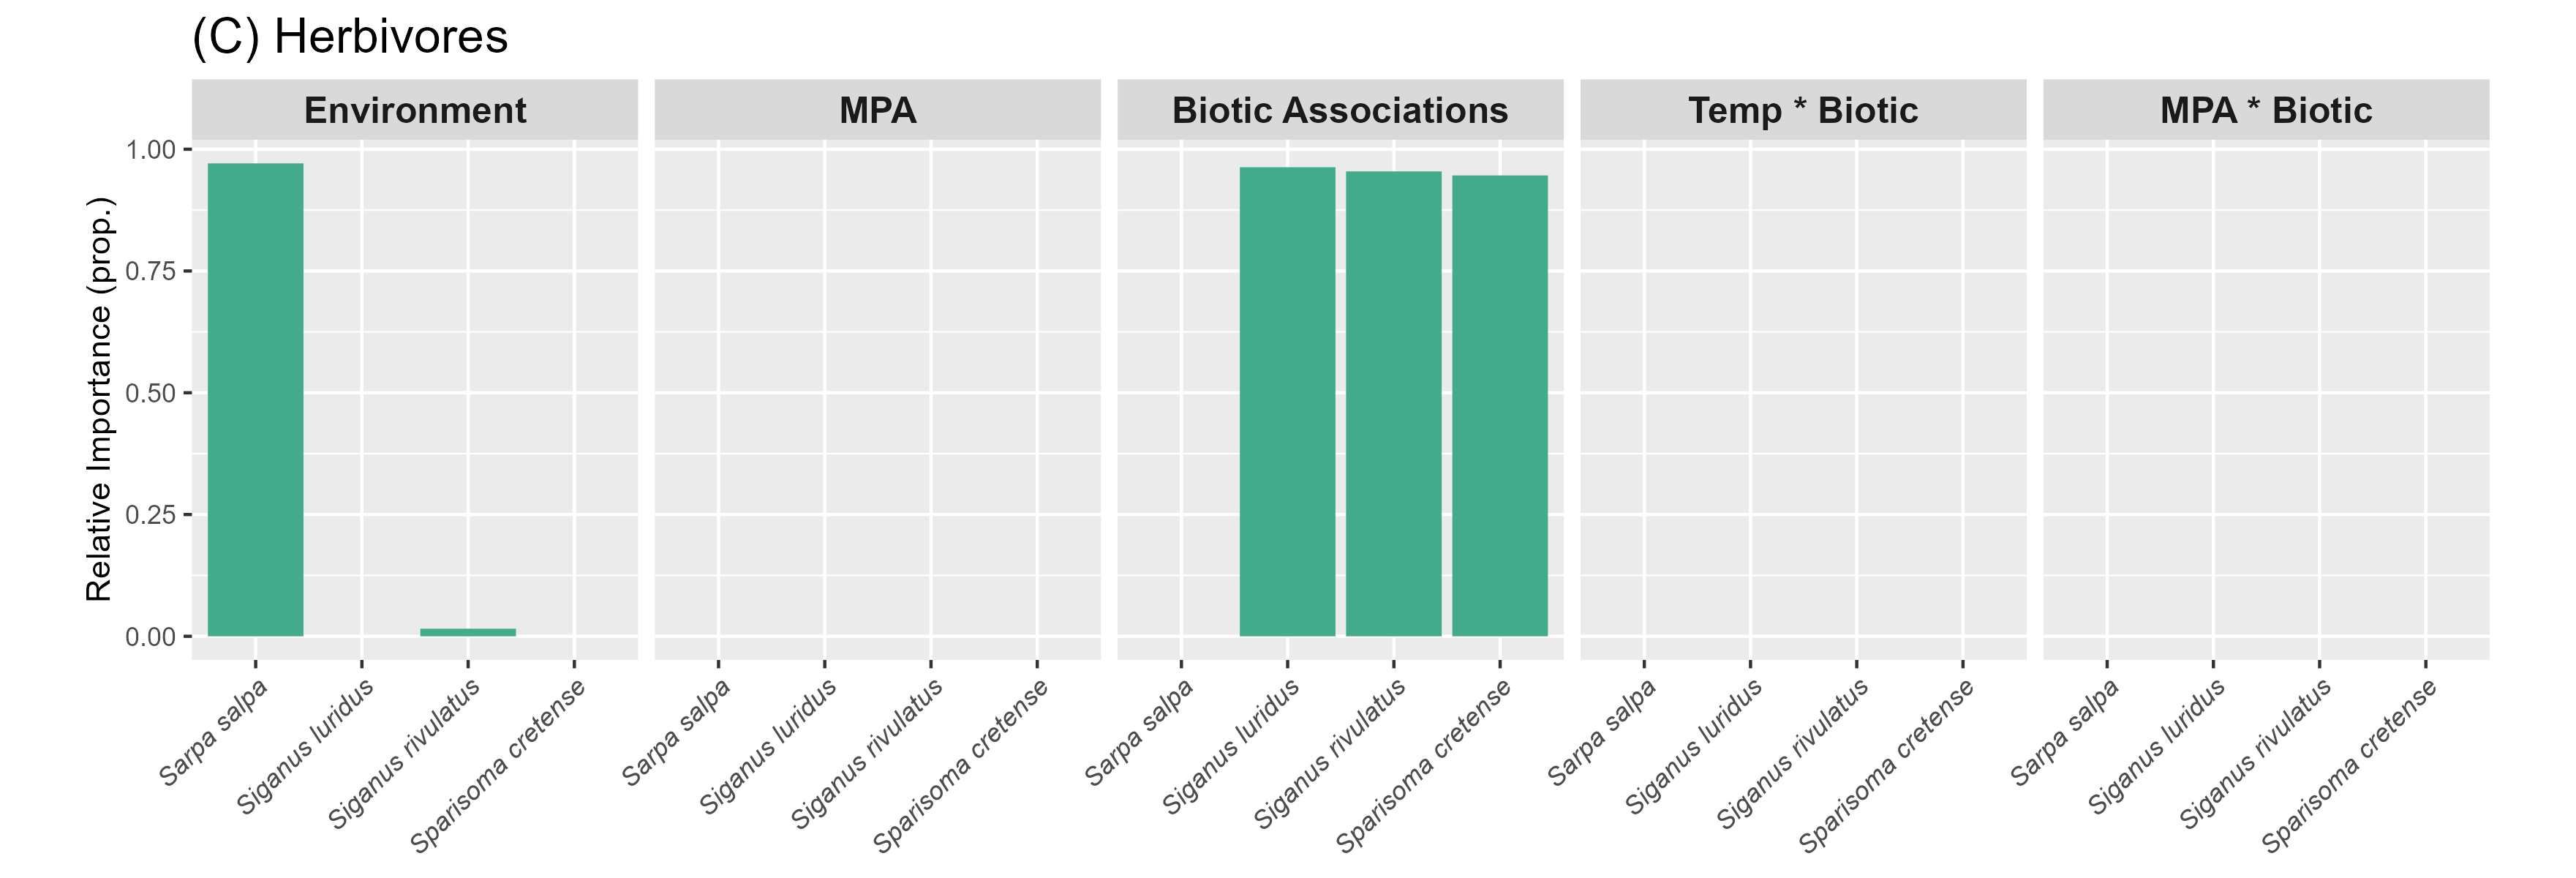 (C) Herbivores
Environment
MPA
Biotic Associations
Temp * Biotic
MPA * Biotic
Relative Importance (prop.)
1.00
0.75
0.50
0.25
0.00
Sarpa salpa
Siganus luridus
Siganus rivulatus
Sparisoma cretense
Sarpa salpa
Siganus luridus
Siganus rivulatus
Sparisoma cretense
Sarpa salpa
Siganus luridus
Siganus rivulatus
Sparisoma cretense
Sarpa salpa
Siganus luridus
Siganus rivulatus
Sparisoma cretense
Sarpa salpa
Siganus luridus
Siganus rivulatus
Sparisoma cretense